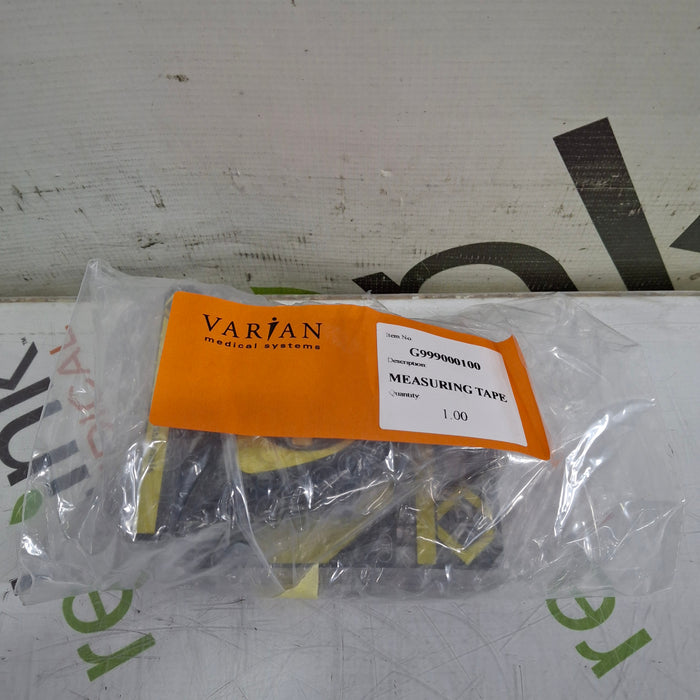 VARIAN
medical systems
Item No.
G999000100
Description
MEASURING TAPE
Quantity
1.00